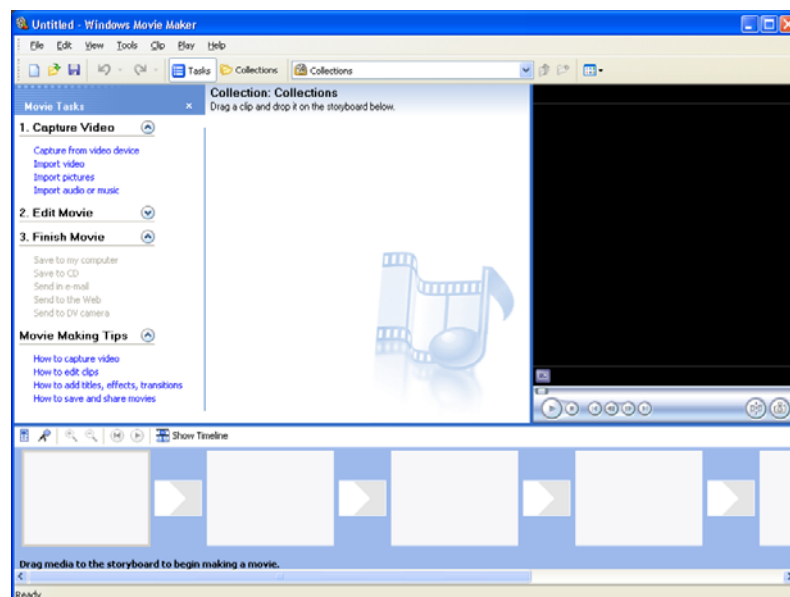 Untitled - Windows Movie Maker
File Edit View Tools Clip Play Help
Tasks Collections Collections
Movie Tasks ×
Collection: Collections
Drag a clip and drop it on the storyboard below.
1. Capture Video
Capture from video device
Import video
Import pictures
Import audio or music
2. Edit Movie
3. Finish Movie
Save to my computer
Save to CD
Send in e-mail
Send to the Web
Send to DV camera
Movie Making Tips
How to capture video
How to edit clips
How to add titles, effects, transitions
How to save and share movies
Show Timeline
Drag media to the storyboard to begin making a movie.
Ready